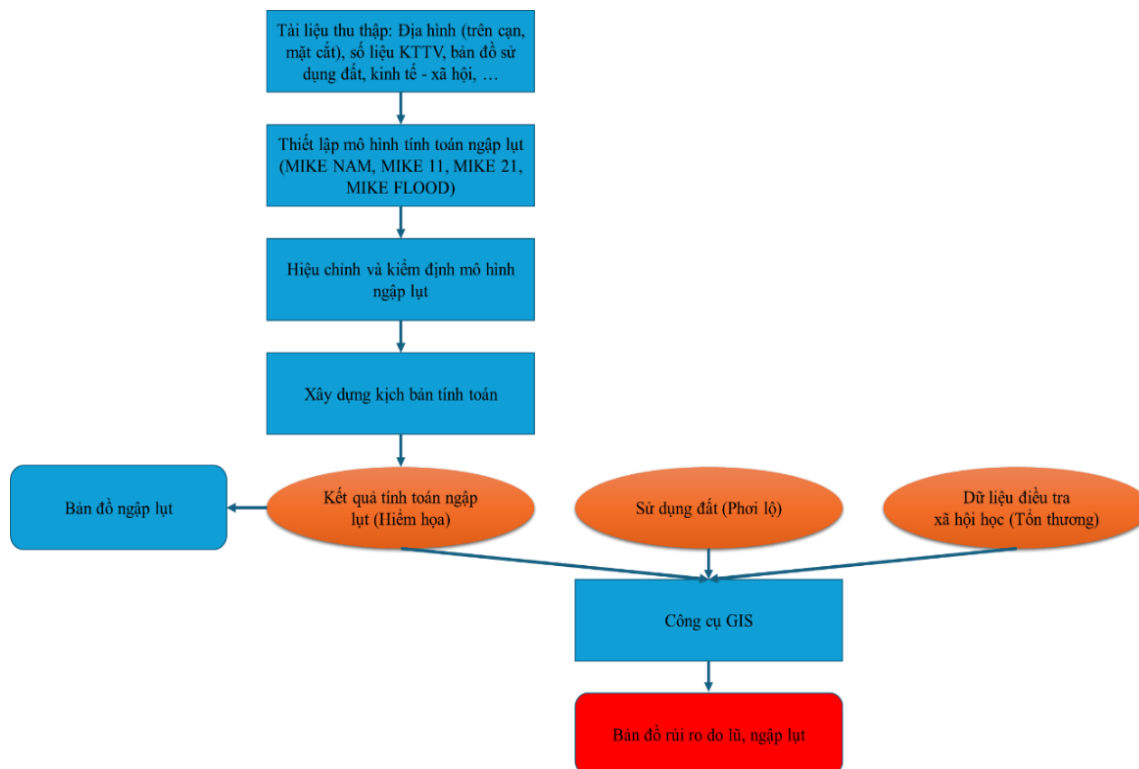 Tài liệu thu thập: Địa hình (trên cạn,
mặt cắt), số liệu KTTV, bản đồ sử
dụng đất, kinh tế - xã hội, …
Thiết lập mô hình tính toán ngập lụt
(MIKE NAM, MIKE 11, MIKE 21,
MIKE FLOOD)
Hiệu chỉnh và kiểm định mô hình
ngập lụt
Xây dựng kịch bản tính toán
Bản đồ ngập lụt
Kết quả tính toán ngập
lụt (Hiểm họa)
Sử dụng đất (Phơi lộ)
Dữ liệu điều tra
xã hội học (Tổn thương)
Công cụ GIS
Bản đồ rủi ro do lũ, ngập lụt